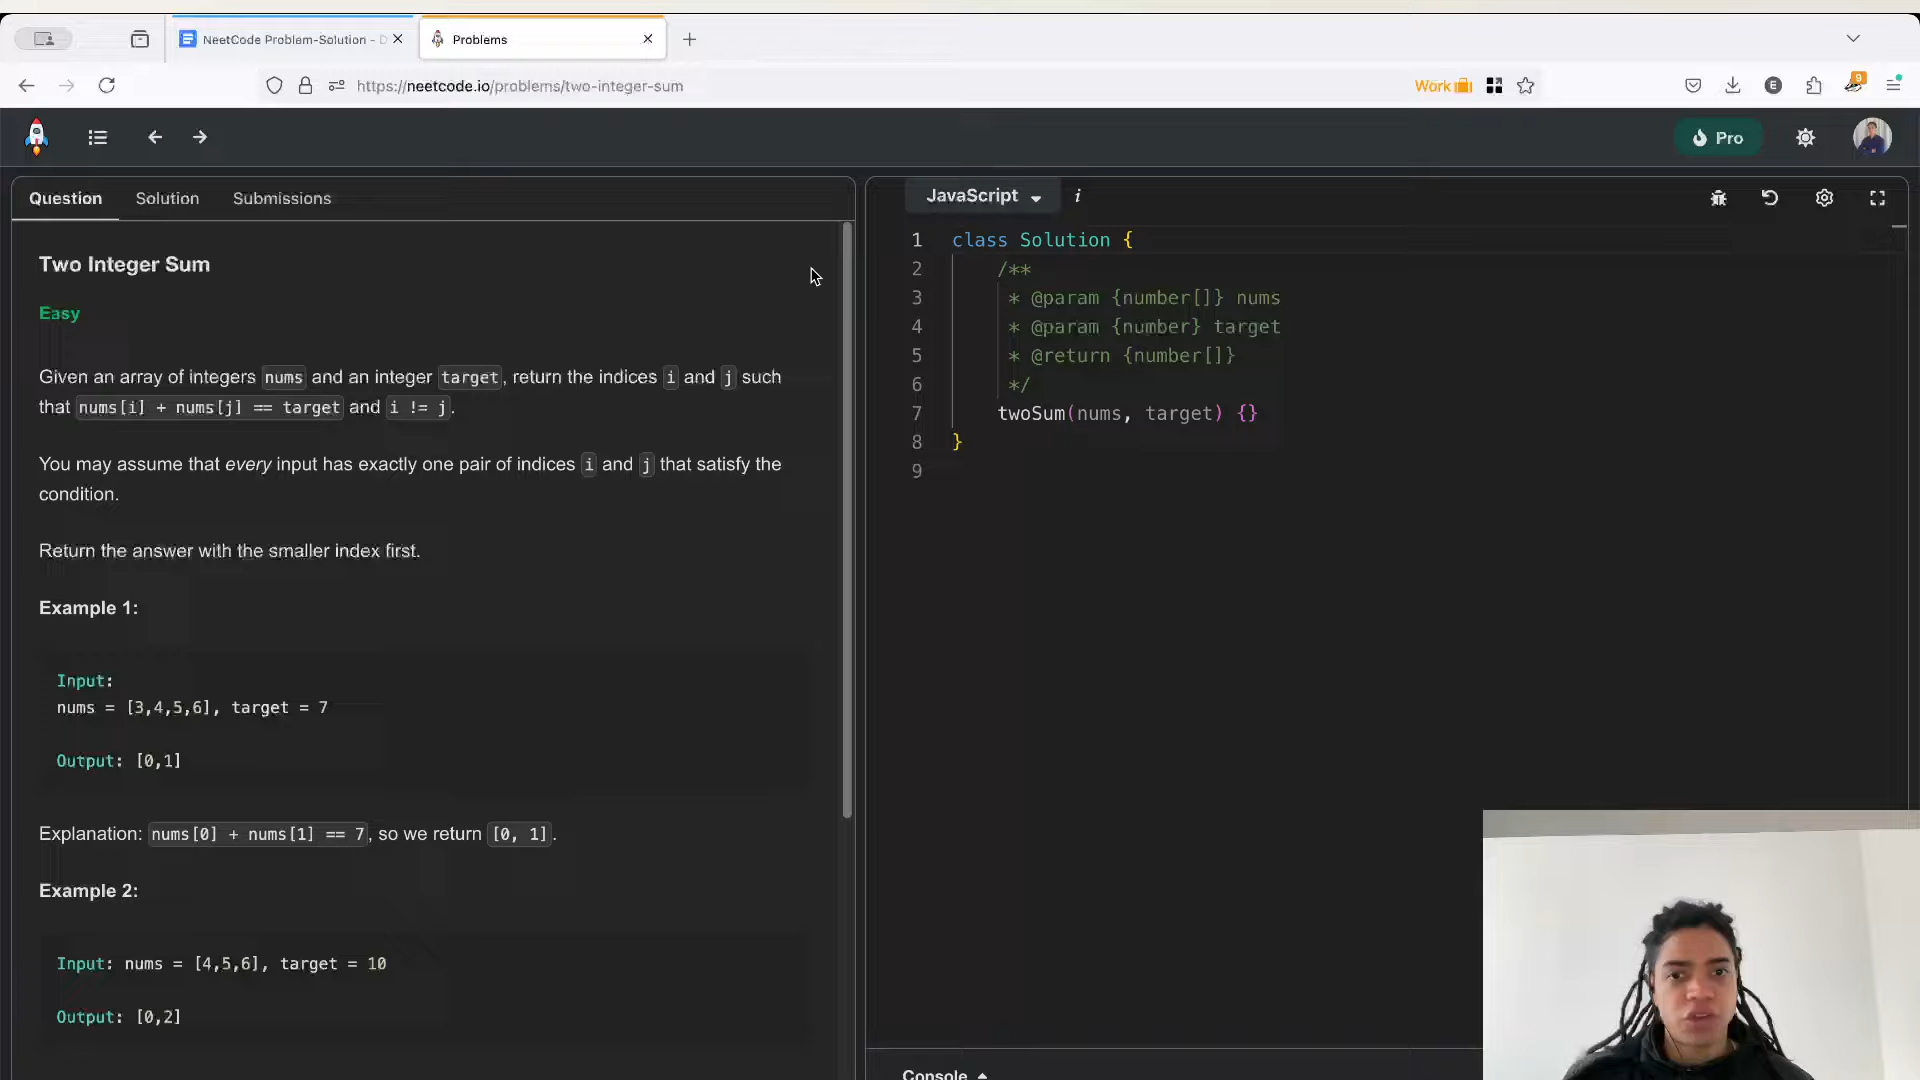 NeetCode Problem-Solution - D
Problems
https://neetcode.io/problems/two-integer-sum
Work
E
9
Pro
Question
Solution
Submissions
Two Integer Sum
Easy
Given an array of integers nums and an integer target, return the indices i and j such
that nums[i] + nums[j] == target and i != j.
You may assume that every input has exactly one pair of indices i and j that satisfy the
condition.
Return the answer with the smaller index first.
Example 1:
Input:
nums = [3,4,5,6], target = 7
Output: [0,1]
Explanation: nums[0] + nums[1] == 7, so we return [0, 1].
Example 2:
Input: nums = [4,5,6], target = 10
Output: [0,2]
JavaScript
i
1 class Solution {
2 /**
3 * @param {number[]} nums
4 * @param {number} target
5 * @return {number[]}
6 */
7 twoSum(nums, target) {}
8 }
9
Console